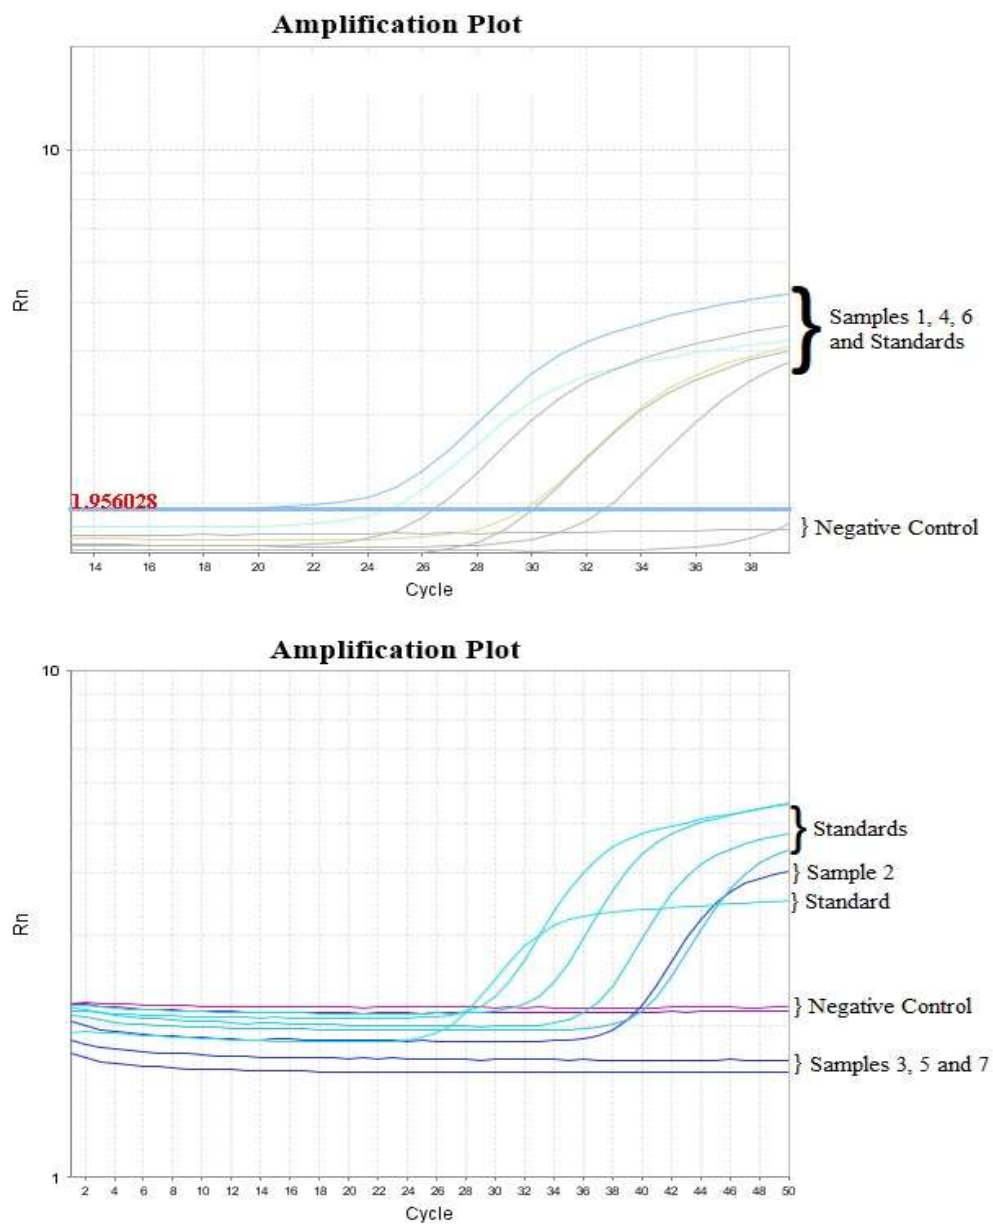 Amplification Plot
10
Rn
Samples 1, 4, 6
and Standards
1.956028
} Negative Control
14 16 18 20 22 24 26 28 30 32 34 36 38
Cycle
Amplification Plot
10
Standards
} Sample 2
} Standard
Rn
} Negative Control
} Samples 3, 5 and 7
1
2 4 6 8 10 12 14 16 18 20 22 24 26 28 30 32 34 36 38 40 42 44 46 48 50
Cycle